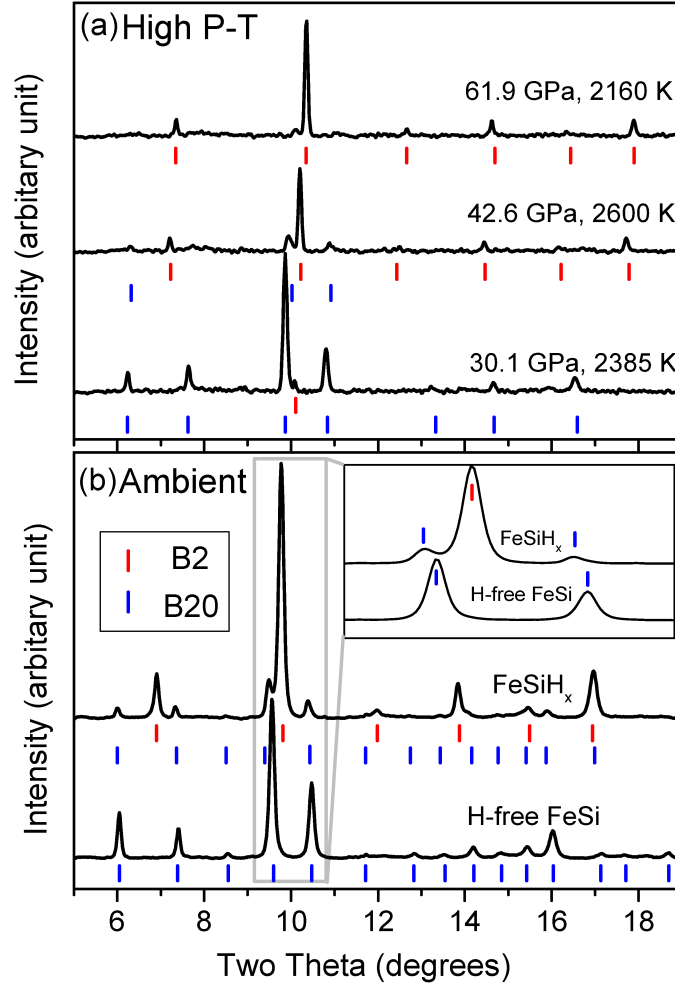 (a) High P-T
61.9 GPa, 2160 K
42.6 GPa, 2600 K
30.1 GPa, 2385 K
Intensity (arbitary unit)
(b) Ambient
B2
B20
FeSiHx
H-free FeSi
FeSiHx
H-free FeSi
Intensity (arbitary unit)
6 8 10 12 14 16 18
Two Theta (degrees)